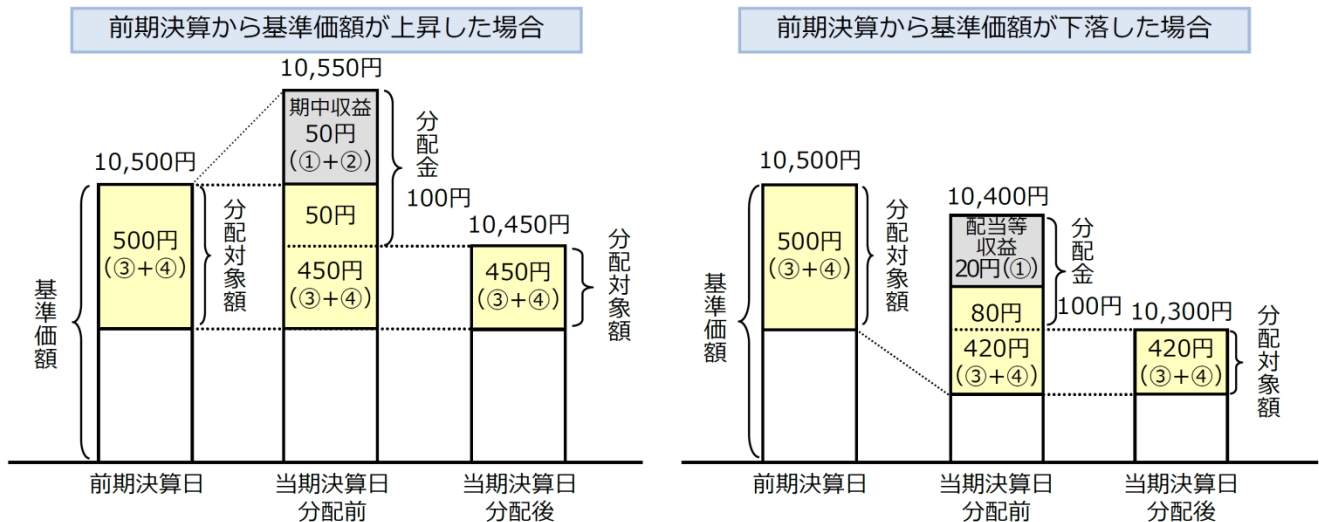 前期決算から基準価額が上昇した場合
10,550円
期中収益
50円
(①+②)
分配金
10,500円
500円
(③+④)
分配対象額
基準価額
50円
100円
450円
(③+④)
10,450円
450円
(③+④)
分配対象額
前期決算日
当期決算日
分配前
当期決算日
分配後
前期決算から基準価額が下落した場合
10,500円
500円
(③+④)
分配対象額
基準価額
10,400円
配当等
収益
20円(①)
分配金
80円
100円
420円
(③+④)
10,300円
420円
(③+④)
分配対象額
前期決算日
当期決算日
分配前
当期決算日
分配後